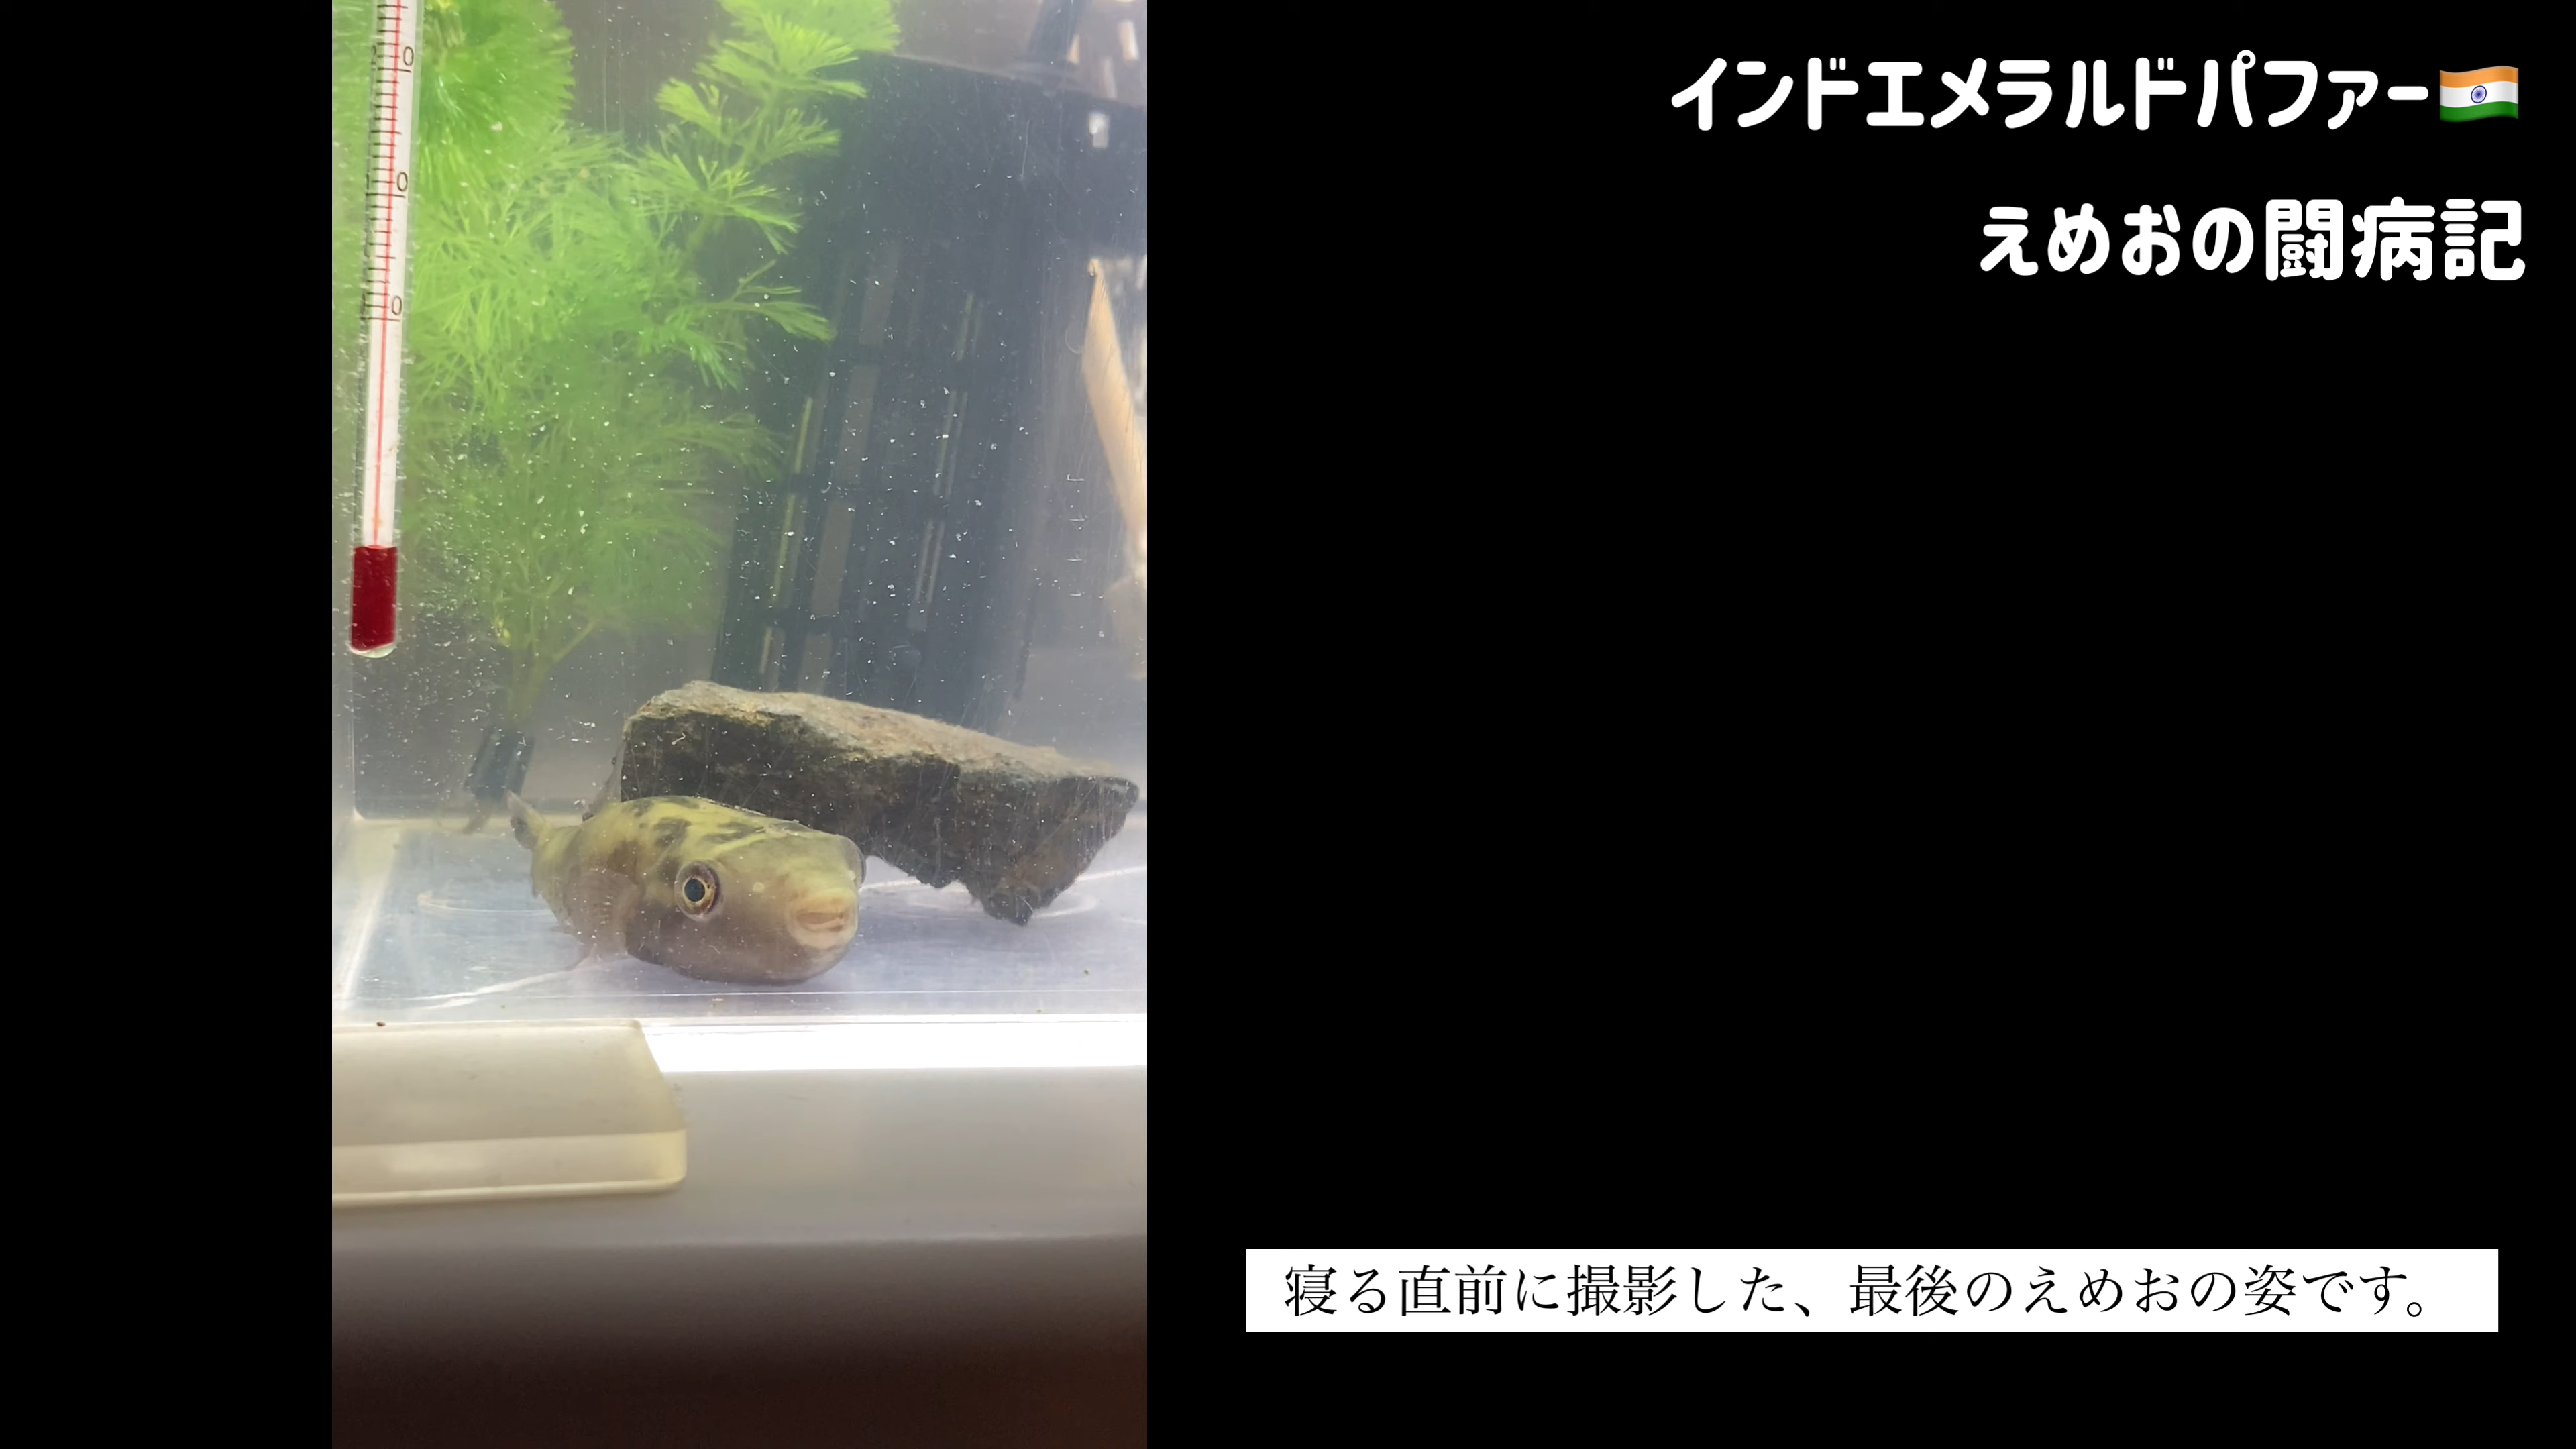 インドエメラルドパファー🇮🇳
えめおの闘病記
寝る直前に撮影した、最後のえめおの姿です。